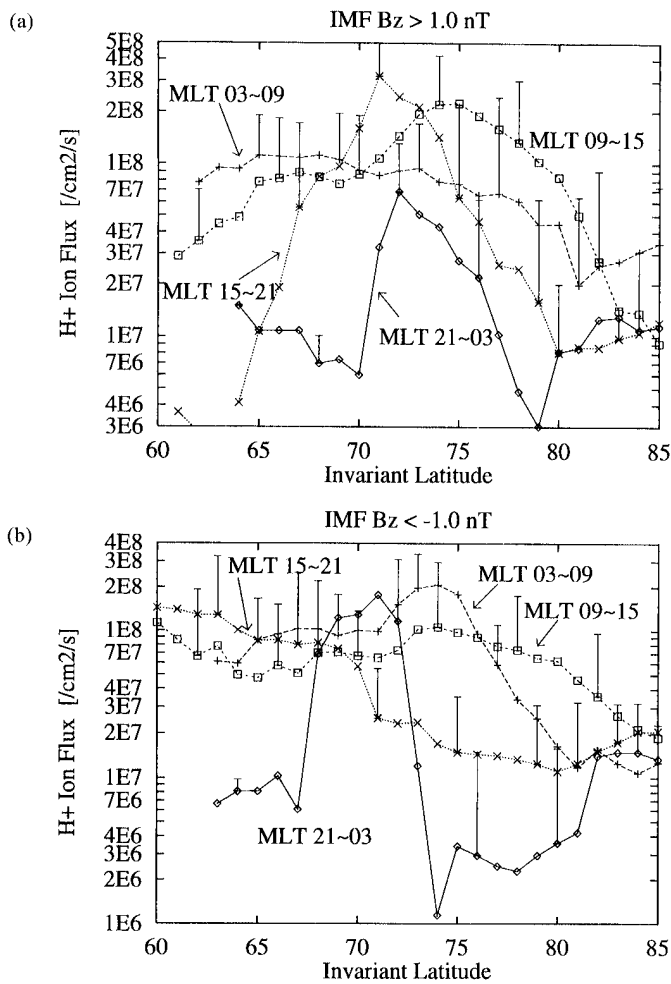 (a)
IMF Bz > 1.0 nT
5E8
4E8
3E8
2E8
1E8
7E7
4E7
3E7
2E7
1E7
7E6
4E6
3E6
H+ Ion Flux [/cm2/s]
MLT 03~09
MLT 09~15
MLT 15~21
MLT 21~03
60 65 70 75 80 85
Invariant Latitude
(b)
IMF Bz < -1.0 nT
4E8
2E8
1E8
7E7
4E7
3E7
2E7
1E7
7E6
4E6
3E6
2E6
1E6
H+ Ion Flux [/cm2/s]
MLT 15~21
MLT 03~09
MLT 09~15
MLT 21~03
60 65 70 75 80 85
Invariant Latitude